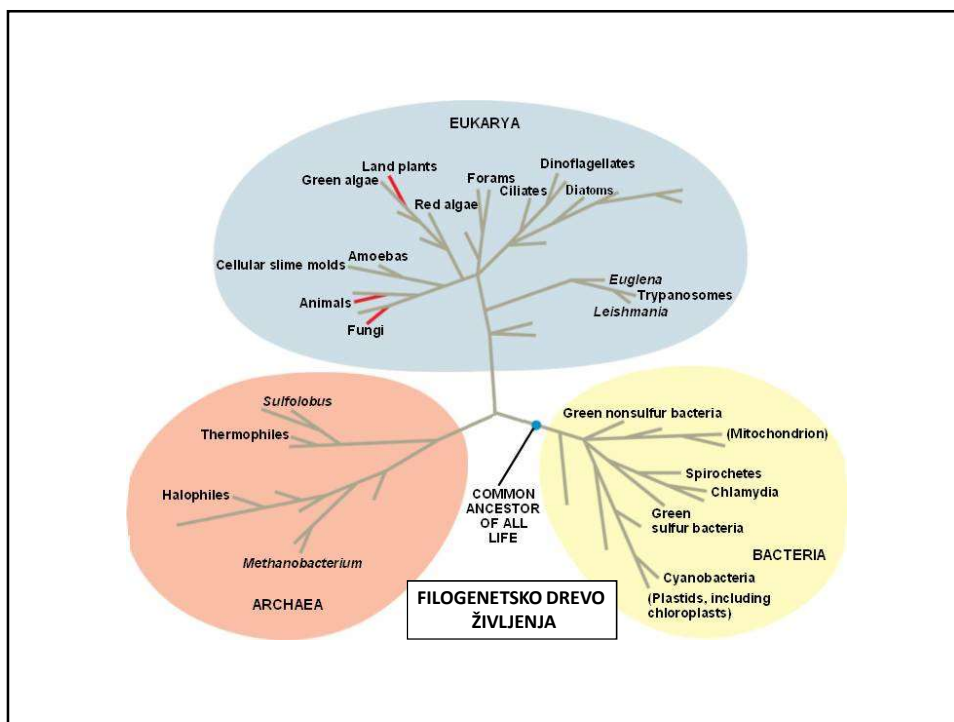 EUKARYA
Land plants
Green algae
Dinoflagellates
Forams
Ciliates
Diatoms
Red algae
Amoebas
Cellular slime molds
Animals
Fungi
Euglena
Trypanosomes
Leishmania
Sulfolobus
Thermophiles
Halophiles
Methanobacterium
ARCHAEA
COMMON
ANCESTOR
OF ALL
LIFE
Green nonsulfur bacteria
(Mitochondrion)
Spirochetes
Chlamydia
Green
sulfur bacteria
BACTERIA
Cyanobacteria
(Plastids, including
chloroplasts)
FILOGENETSKO DREVO
ŽIVLJENJA